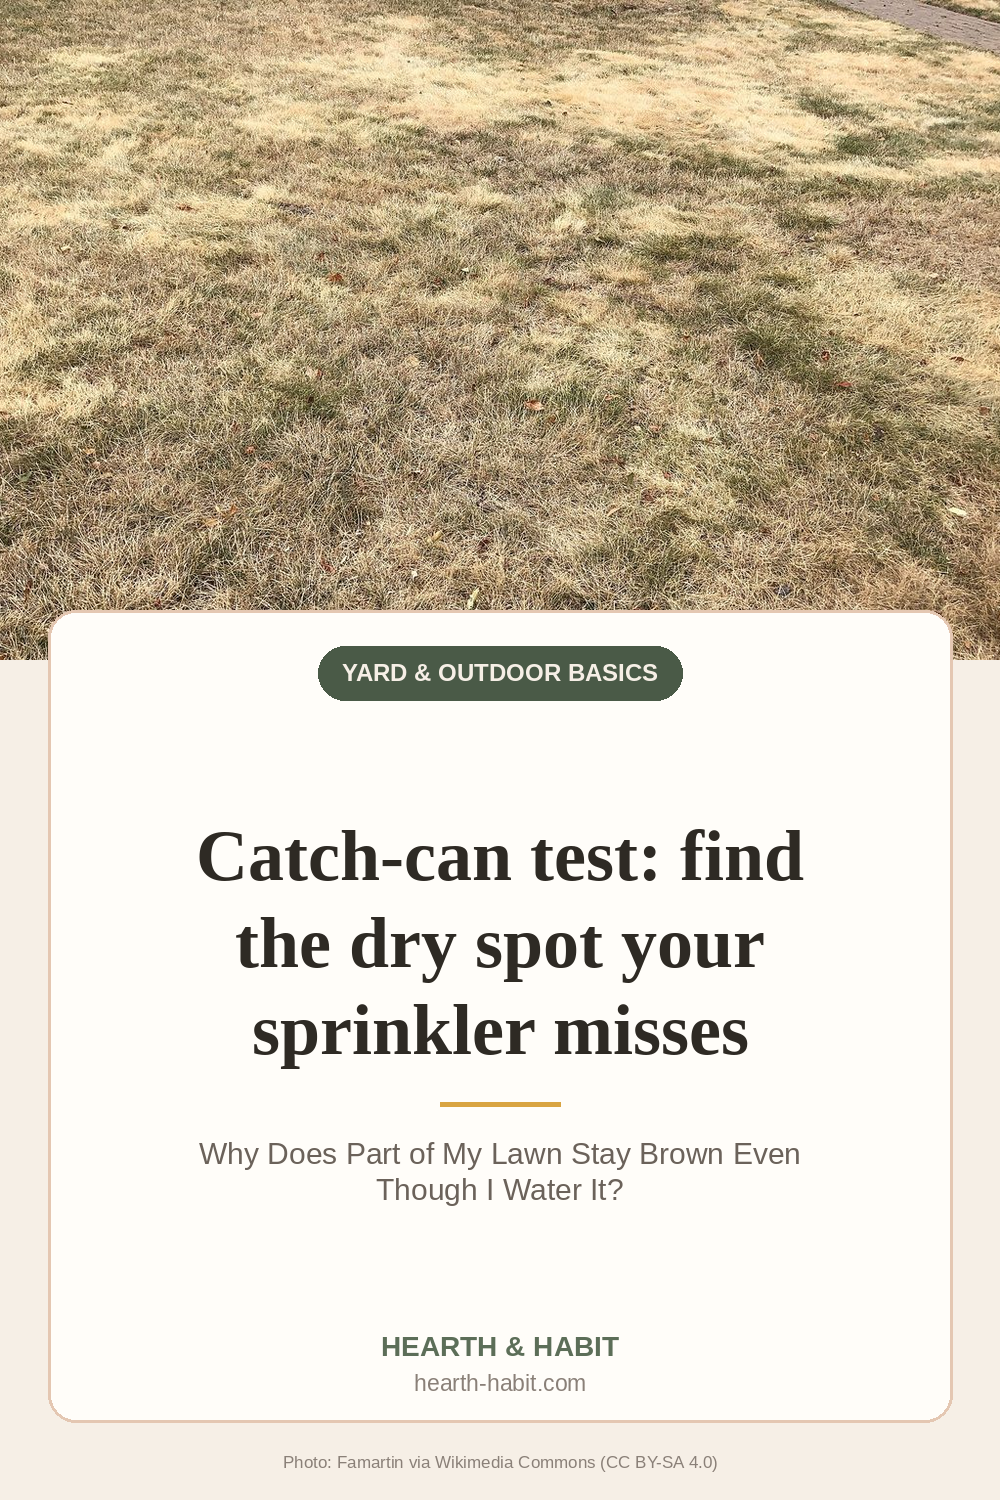 YARD & OUTDOOR BASICS
Catch-can test: find
the dry spot your
sprinkler misses
Why Does Part of My Lawn Stay Brown Even
Though I Water It?
HEARTH & HABIT
hearth-habit.com
Photo: Famartin via Wikimedia Commons (CC BY-SA 4.0)